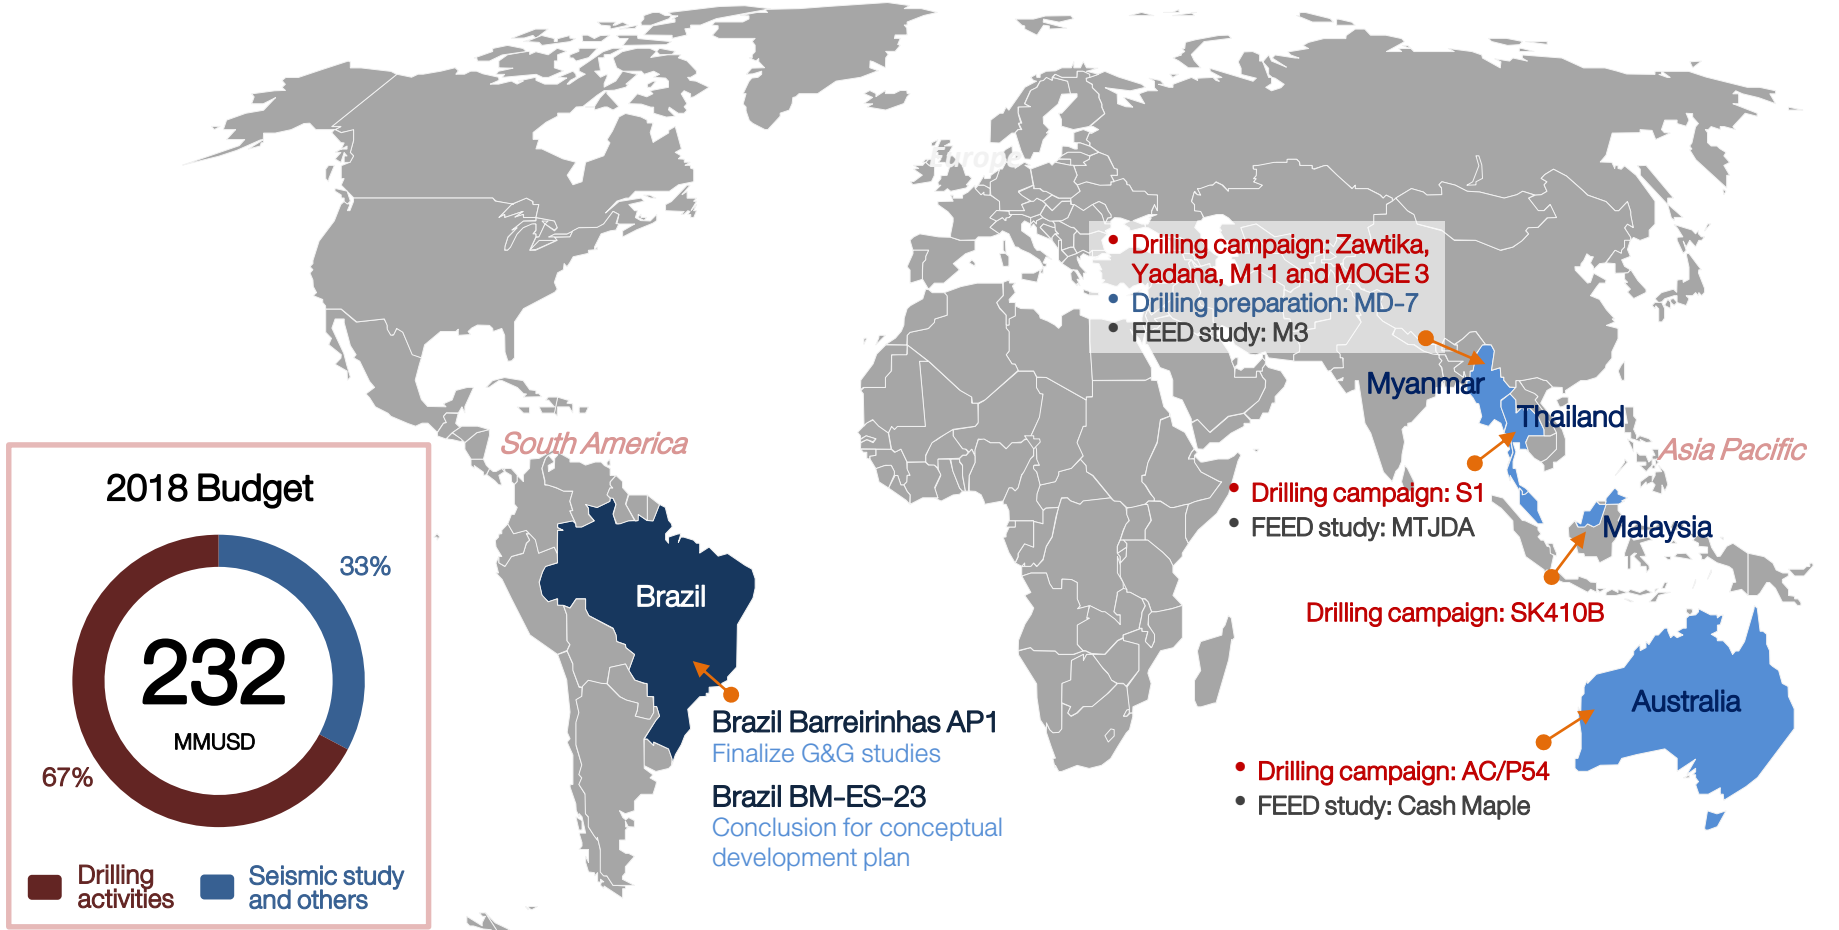 Europe
• Drilling campaign: Zawtika,
Yadana, M11 and MOGE 3
• Drilling preparation: MD-7
• FEED study: M3
Myanmar
Thailand
South America
Asia Pacific
• Drilling campaign: S1
• FEED study: MTJDA
Malaysia
Drilling campaign: SK410B
Australia
• Drilling campaign: AC/P54
• FEED study: Cash Maple
Brazil
Brazil Barreirinhas AP1
Finalize G&G studies
Brazil BM-ES-23
Conclusion for conceptual
development plan
2018 Budget
33%
232
MMUSD
67%
Drilling
activities
Seismic study
and others